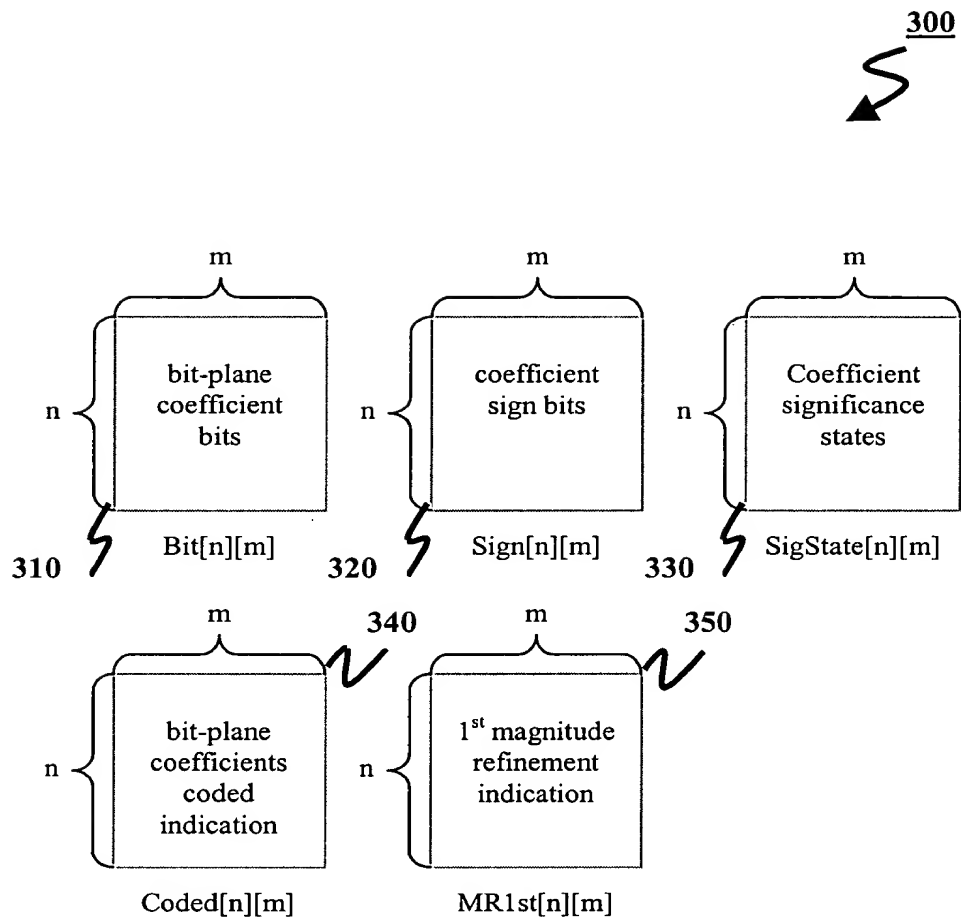 300
m m m
n bit-plane coefficient bits n coefficient sign bits n Coefficient significance states
Bit[n][m] Sign[n][m] SigState[n][m]
310 320 330
m 340 m 350
n bit-plane coefficients coded indication n 1st magnitude refinement indication
Coded[n][m] MR1st[n][m]